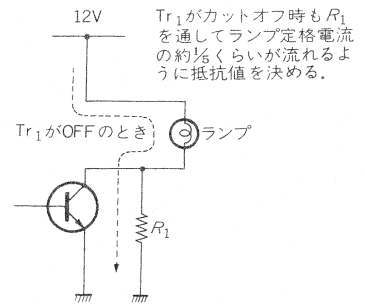 12V
Tr₁がカットオフ時もR₁
を通してランプ定格電流
の約⅕くらいが流れるよ
うに抵抗値を決める.
Tr₁がOFFのとき
ランプ
R₁